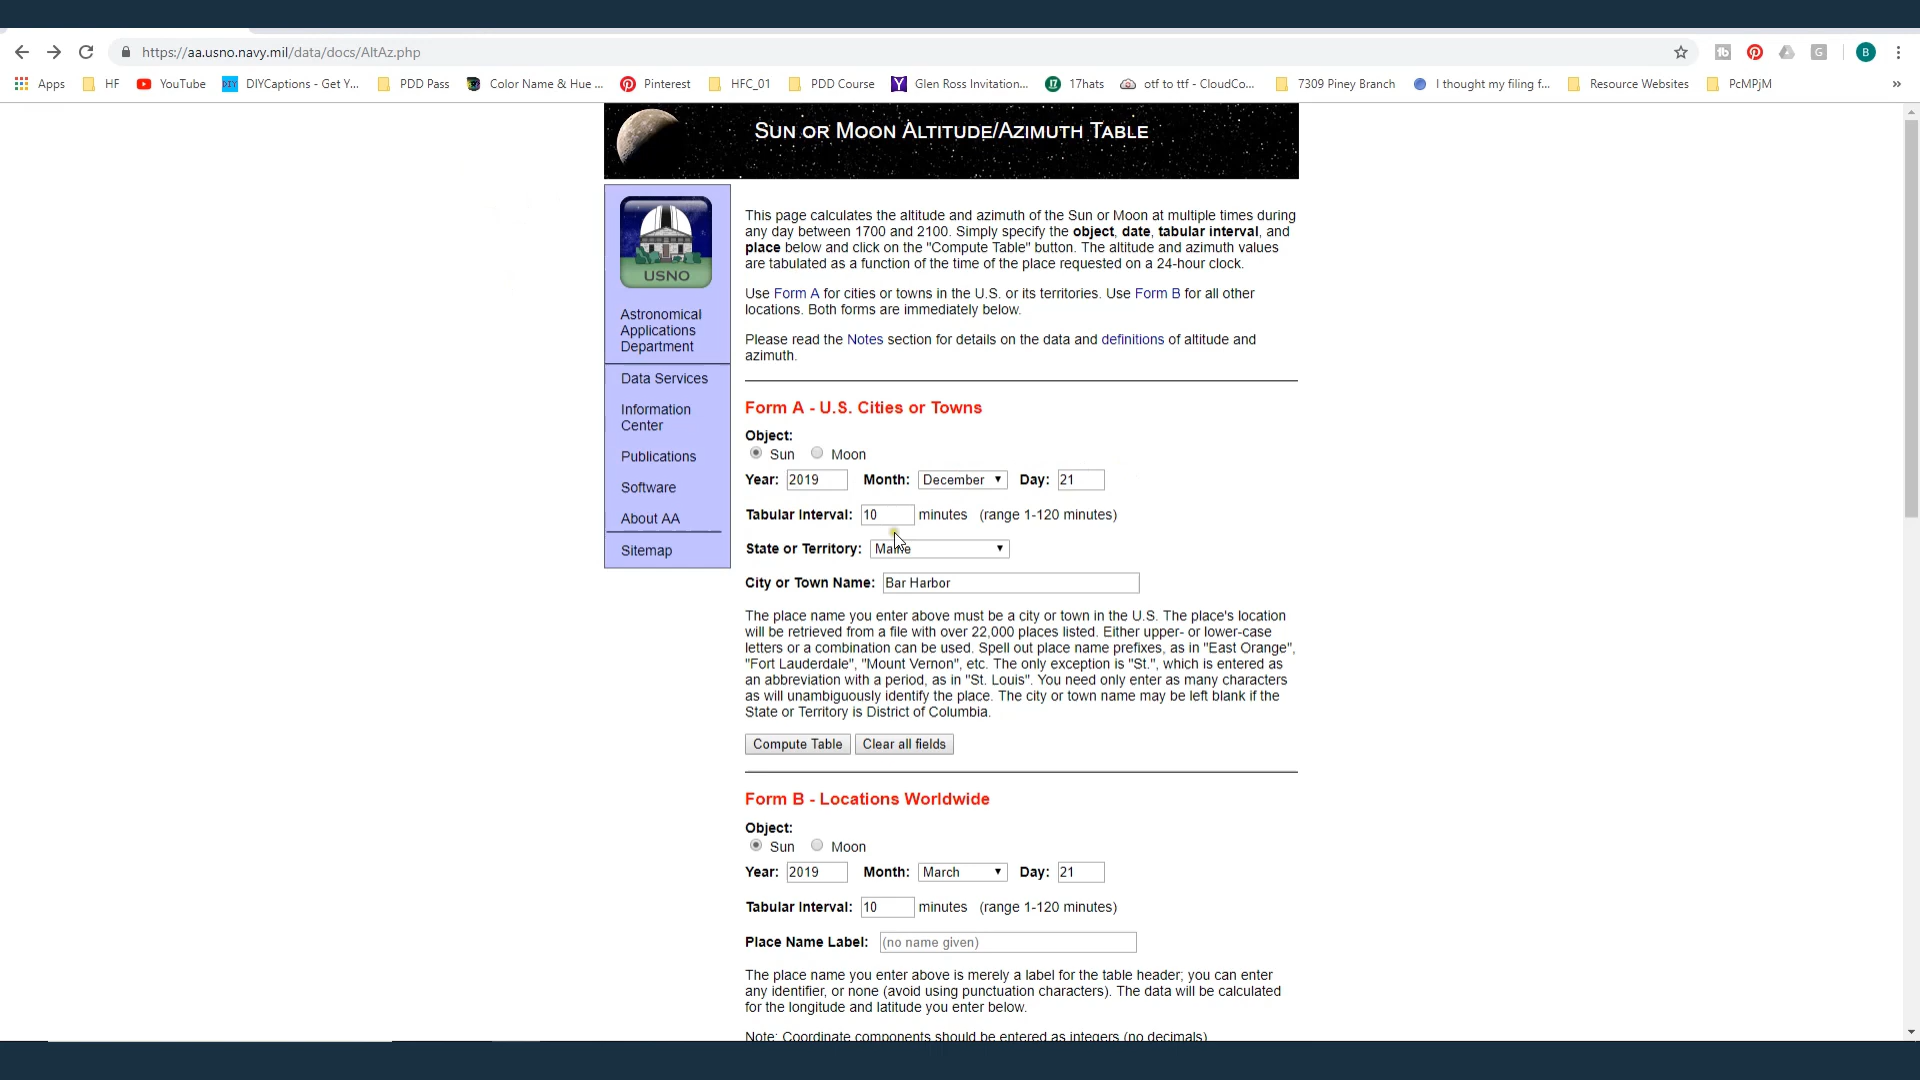 https://aa.usno.navy.mil/data/docs/AltAz.php
Apps HF YouTube DIYCaptions - Get Y... PDD Pass Color Name & Hue ... Pinterest HFC_01 PDD Course Glen Ross Invitation... 17hats otf to ttf - CloudCo... 7309 Piney Branch I thought my filing f... Resource Websites PcMPjM »
SUN OR MOON ALTITUDE/AZIMUTH TABLE
USNO
Astronomical
Applications
Department
Data Services
Information
Center
Publications
Software
About AA
Sitemap
This page calculates the altitude and azimuth of the Sun or Moon at multiple times during
any day between 1700 and 2100. Simply specify the object, date, tabular interval, and
place below and click on the "Compute Table" button. The altitude and azimuth values
are tabulated as a function of the time of the place requested on a 24-hour clock.
Use Form A for cities or towns in the U.S. or its territories. Use Form B for all other
locations. Both forms are immediately below.
Please read the Notes section for details on the data and definitions of altitude and
azimuth.
Form A - U.S. Cities or Towns
Object:
Sun Moon
Year: 2019 Month: December Day: 21
Tabular Interval: 10 minutes (range 1-120 minutes)
State or Territory: Maine
City or Town Name: Bar Harbor
The place name you enter above must be a city or town in the U.S. The place's location
will be retrieved from a file with over 22,000 places listed. Either upper- or lower-case
letters or a combination can be used. Spell out place name prefixes, as in "East Orange",
"Fort Lauderdale", "Mount Vernon", etc. The only exception is "St.", which is entered as
an abbreviation with a period, as in "St. Louis". You need only enter as many characters
as will unambiguously identify the place. The city or town name may be left blank if the
State or Territory is District of Columbia.
Compute Table Clear all fields
Form B - Locations Worldwide
Object:
Sun Moon
Year: 2019 Month: March Day: 21
Tabular Interval: 10 minutes (range 1-120 minutes)
Place Name Label: (no name given)
The place name you enter above is merely a label for the table header; you can enter
any identifier, or none (avoid using punctuation characters). The data will be calculated
for the longitude and latitude you enter below.
Note: Coordinate components should be entered as integers (no decimals)